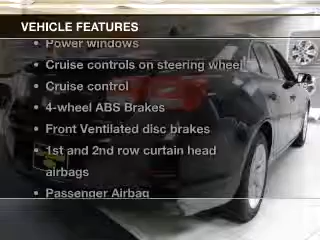 VEHICLE FEATURES
• Power windows
• Cruise controls on steering wheel
• Cruise control
• 4-wheel ABS Brakes
• Front Ventilated disc brakes
• 1st and 2nd row curtain head
airbags
• Passenger Airbag